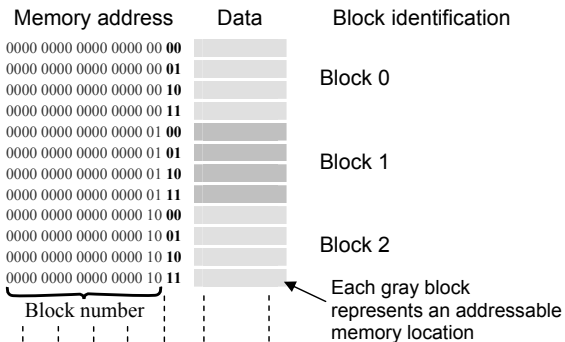 Memory address Data Block identification
0000 0000 0000 0000 00 00
0000 0000 0000 0000 00 01
0000 0000 0000 0000 00 10
0000 0000 0000 0000 00 11
Block 0
0000 0000 0000 0000 01 00
0000 0000 0000 0000 01 01
0000 0000 0000 0000 01 10
0000 0000 0000 0000 01 11
Block 1
0000 0000 0000 0000 10 00
0000 0000 0000 0000 10 01
0000 0000 0000 0000 10 10
0000 0000 0000 0000 10 11
Block 2
Block number
Each gray block
represents an addressable
memory location